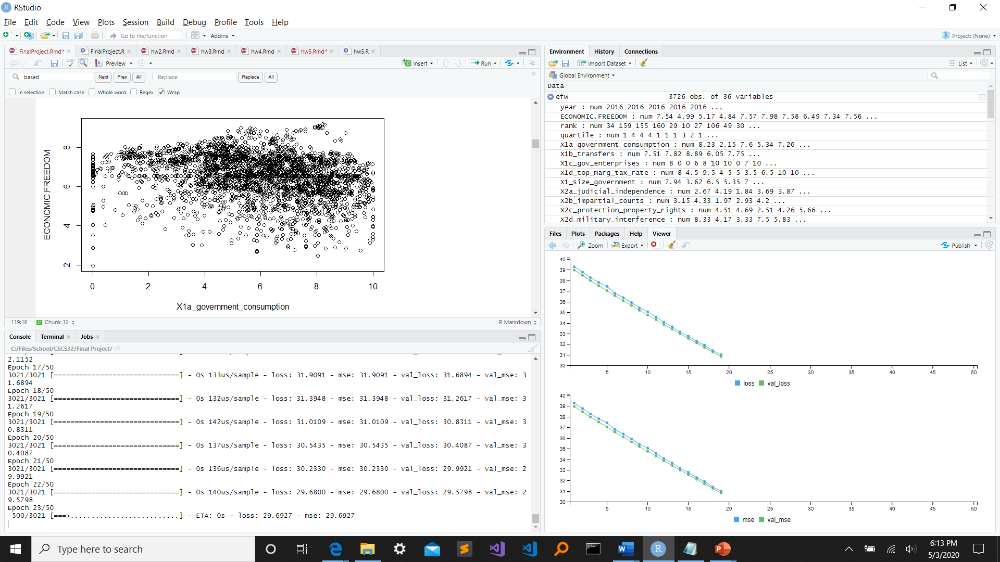 RStudio
File Edit Code View Plots Session Build Debug Profile Tools Help
Go to file/function Addins Project: (None)
FinalProject.Rmd* FinalProject.R hw2.Rmd hw3.Rmd hw4.Rmd hw5.Rmd* hw5.R
ABC Preview Insert Run
based Next Prev All Replace Replace All
In selection Match case Whole word Regex Wrap
ECONOMIC.FREEDOM
8
6
4
2
0 2 4 6 8 10
X1a_government_consumption
119:16 Chunk 12 R Markdown
Console Terminal Jobs
C:/Files/School/CSC532/Final Project/
2.1152
Epoch 17/50
3021/3021 [==============================] - 0s 133us/sample - loss: 31.9091 - mse: 31.9091 - val_loss: 31.6894 - val_mse: 3
1.6894
Epoch 18/50
3021/3021 [==============================] - 0s 132us/sample - loss: 31.3948 - mse: 31.3948 - val_loss: 31.2617 - val_mse: 3
1.2617
Epoch 19/50
3021/3021 [==============================] - 0s 142us/sample - loss: 31.0109 - mse: 31.0109 - val_loss: 30.8311 - val_mse: 3
0.8311
Epoch 20/50
3021/3021 [==============================] - 0s 137us/sample - loss: 30.5435 - mse: 30.5435 - val_loss: 30.4087 - val_mse: 3
0.4087
Epoch 21/50
3021/3021 [==============================] - 0s 136us/sample - loss: 30.2330 - mse: 30.2330 - val_loss: 29.9921 - val_mse: 2
9.9921
Epoch 22/50
3021/3021 [==============================] - 0s 140us/sample - loss: 29.6800 - mse: 29.6800 - val_loss: 29.5798 - val_mse: 2
9.5798
Epoch 23/50
500/3021 [===>..........................] - ETA: 0s - loss: 29.6927 - mse: 29.6927
Environment History Connections
Import Dataset List
Global Environment
Data
efw 3726 obs. of 36 variables
year : num 2016 2016 2016 2016 2016 ...
ECONOMIC.FREEDOM : num 7.54 4.99 5.17 4.84 7.57 7.98 7.58 6.49 7.34 7.56 ...
rank : num 34 159 155 160 29 10 27 106 49 30 ...
quartile : num 1 4 4 4 1 1 1 3 2 1 ...
X1a_government_consumption : num 8.23 2.15 7.6 5.34 7.26 ...
X1b_transfers : num 7.51 7.82 8.89 6.05 7.75 ...
X1c_gov_enterprises : num 8 0 0 6 8 10 10 0 7 10 ...
X1d_top_marg_tax_rate : num 8 4.5 9.5 4 5 5 3.5 6.5 10 10 ...
X1_size_government : num 7.94 3.62 6.5 5.35 7 ...
X2a_judicial_independence : num 2.67 4.19 1.84 3.69 3.87 ...
X2b_impartial_courts : num 3.15 4.33 1.97 2.93 4.2 ...
X2c_protection_property_rights : num 4.51 4.69 2.51 4.26 5.66 ...
X2d_military_interference : num 8.33 4.17 3.33 7.5 5.83 ...
Files Plots Packages Help Viewer
Zoom Export Publish
40
39
38
37
36
35
34
33
32
31
30
5 10 15 20 25 30 35 40 45 50
loss val_loss
40
39
38
37
36
35
34
33
32
31
30
5 10 15 20 25 30 35 40 45 50
mse val_mse
Type here to search
6:13 PM
5/3/2020